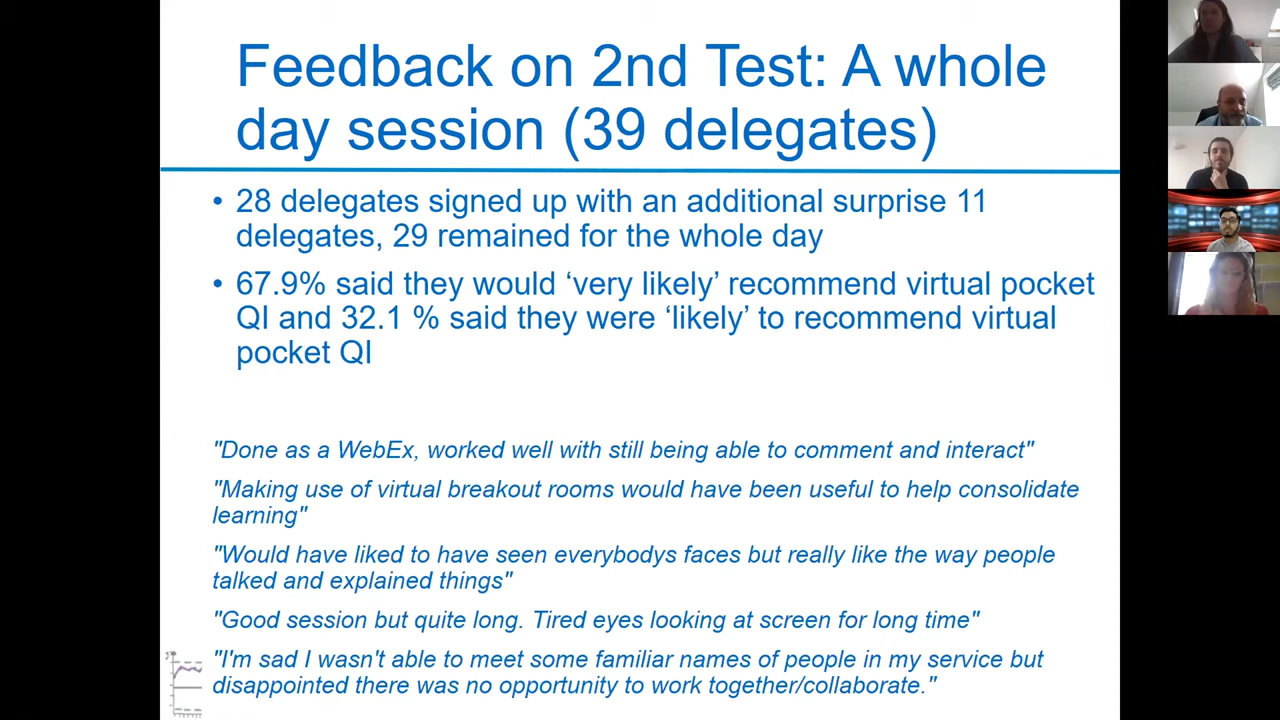 Feedback on 2nd Test: A whole
day session (39 delegates)
• 28 delegates signed up with an additional surprise 11
delegates, 29 remained for the whole day
• 67.9% said they would ‘very likely’ recommend virtual pocket
QI and 32.1 % said they were ‘likely’ to recommend virtual
pocket QI
"Done as a WebEx, worked well with still being able to comment and interact"
"Making use of virtual breakout rooms would have been useful to help consolidate
learning"
"Would have liked to have seen everybodys faces but really like the way people
talked and explained things"
"Good session but quite long. Tired eyes looking at screen for long time"
"I'm sad I wasn't able to meet some familiar names of people in my service but
disappointed there was no opportunity to work together/collaborate."